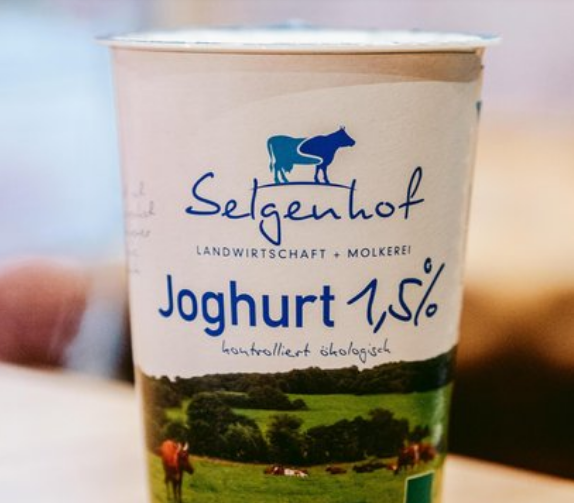 Selgenhof
LANDWIRTSCHAFT + MOLKEREI
Joghurt 1,5%
kontrolliert ökologisch